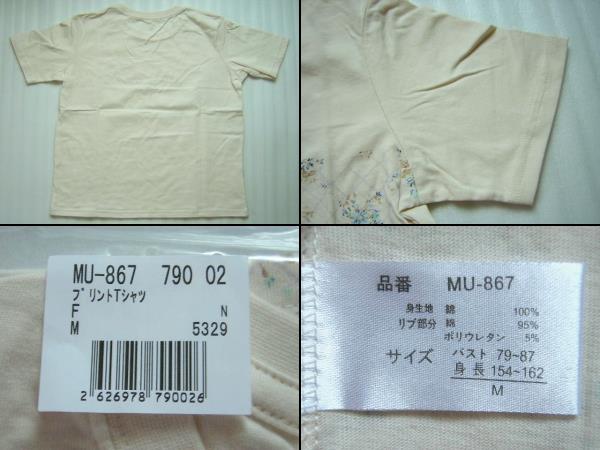 MU-867 790 02
プリントTシャツ
F N
M 5329
2 626978 790026
品番 MU-867
身生地 綿 100%
リブ部分 綿 95%
ポリウレタン 5%
サイズ バスト 79~87
身長 154~162
M